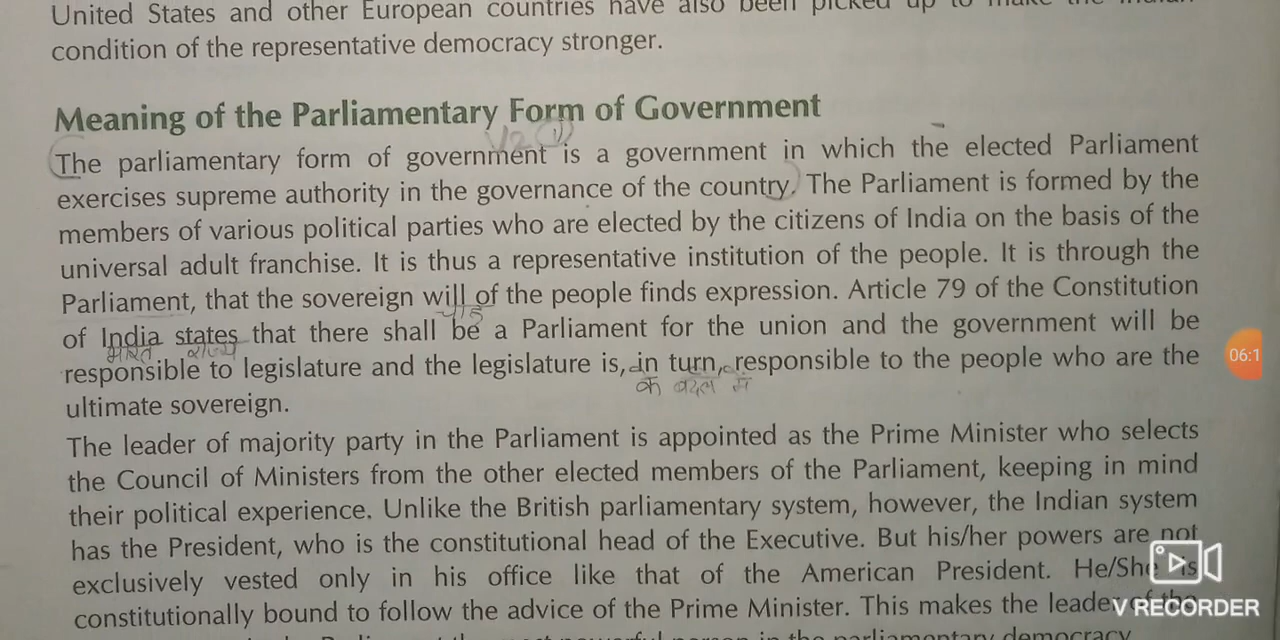 United States and other European countries have also been picked up to make the Indian
condition of the representative democracy stronger.
Meaning of the Parliamentary Form of Government
1/2 (1)
The parliamentary form of government is a government in which the elected Parliament
exercises supreme authority in the governance of the country. The Parliament is formed by the
members of various political parties who are elected by the citizens of India on the basis of the
universal adult franchise. It is thus a representative institution of the people. It is through the
Parliament, that the sovereign will of the people finds expression. Article 79 of the Constitution
of India states that there shall be a Parliament for the union and the government will be
भारत राज्य
responsible to legislature and the legislature is, in turn, responsible to the people who are the
के बदले में
ultimate sovereign.
The leader of majority party in the Parliament is appointed as the Prime Minister who selects
the Council of Ministers from the other elected members of the Parliament, keeping in mind
their political experience. Unlike the British parliamentary system, however, the Indian system
has the President, who is the constitutional head of the Executive. But his/her powers are not
exclusively vested only in his office like that of the American President. He/She is
constitutionally bound to follow the advice of the Prime Minister. This makes the leader of the
powerful person in the parliamentary democracy
06:1
V RECORDER